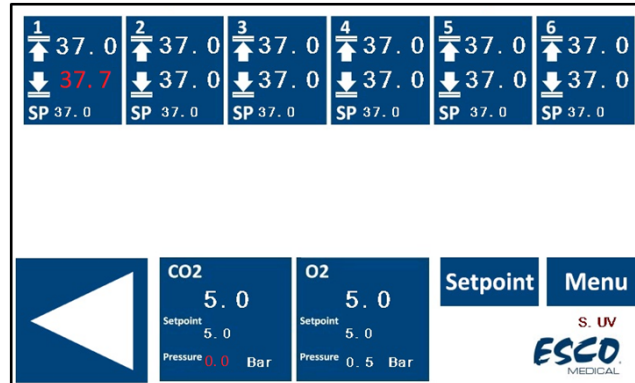 1 2 3 4 5 6
37.0 37.0 37.0 37.0 37.0 37.0
37.7 37.0 37.0 37.0 37.0 37.0
SP 37.0 SP 37.0 SP 37.0 SP 37.0 SP 37.0 SP 37.0
CO2 O2
5.0 5.0 Setpoint Menu
Setpoint Setpoint
5.0 5.0 S. UV
Pressure 0.0 Bar Pressure 0.5 Bar ESCO
MEDICAL